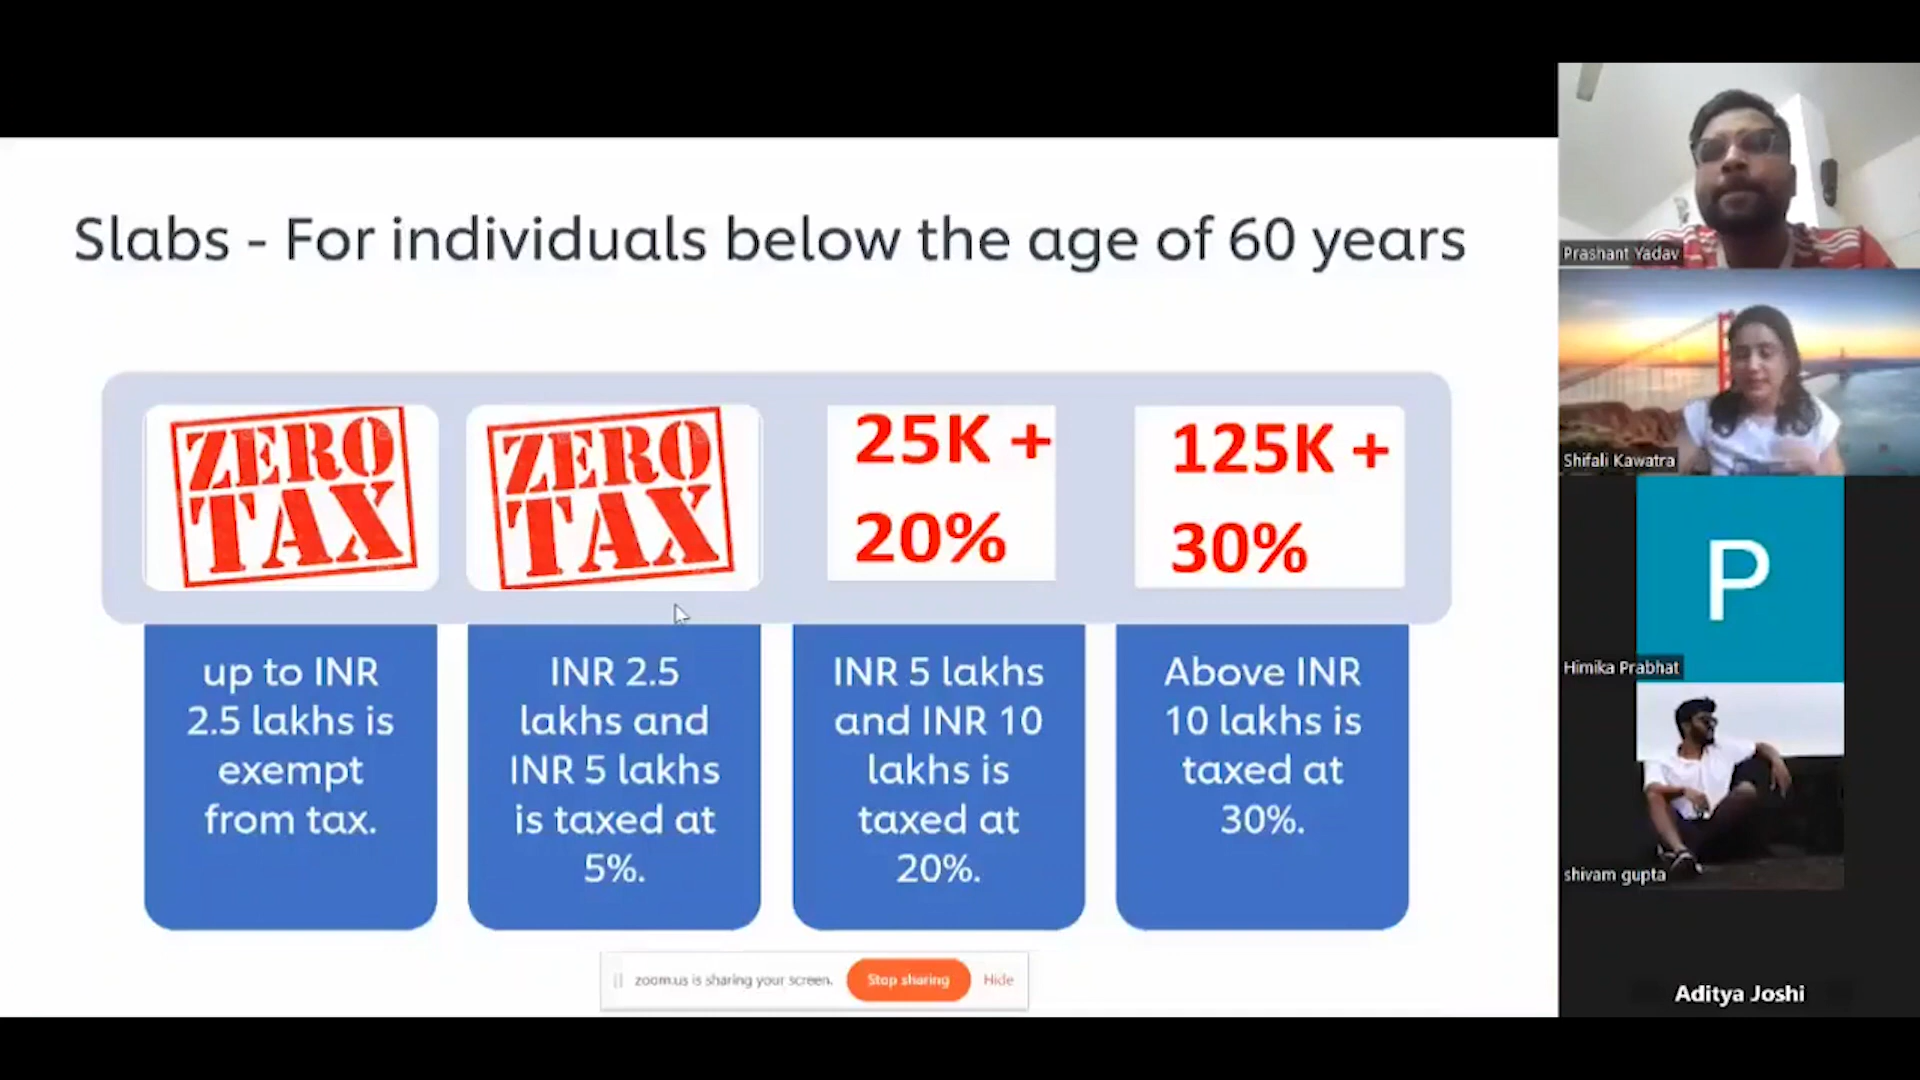 Slabs - For individuals below the age of 60 years
ZERO
TAX
ZERO
TAX
25K +
20%
125K +
30%
up to INR
2.5 lakhs is
exempt
from tax.
INR 2.5
lakhs and
INR 5 lakhs
is taxed at
5%.
INR 5 lakhs
and INR 10
lakhs is
taxed at
20%.
Above INR
10 lakhs is
taxed at
30%.
zoom.us is sharing your screen.
Stop sharing
Hide
Prashant Yadav
Shifali Kawatra
P
Himika Prabhat
shivam gupta
Aditya Joshi